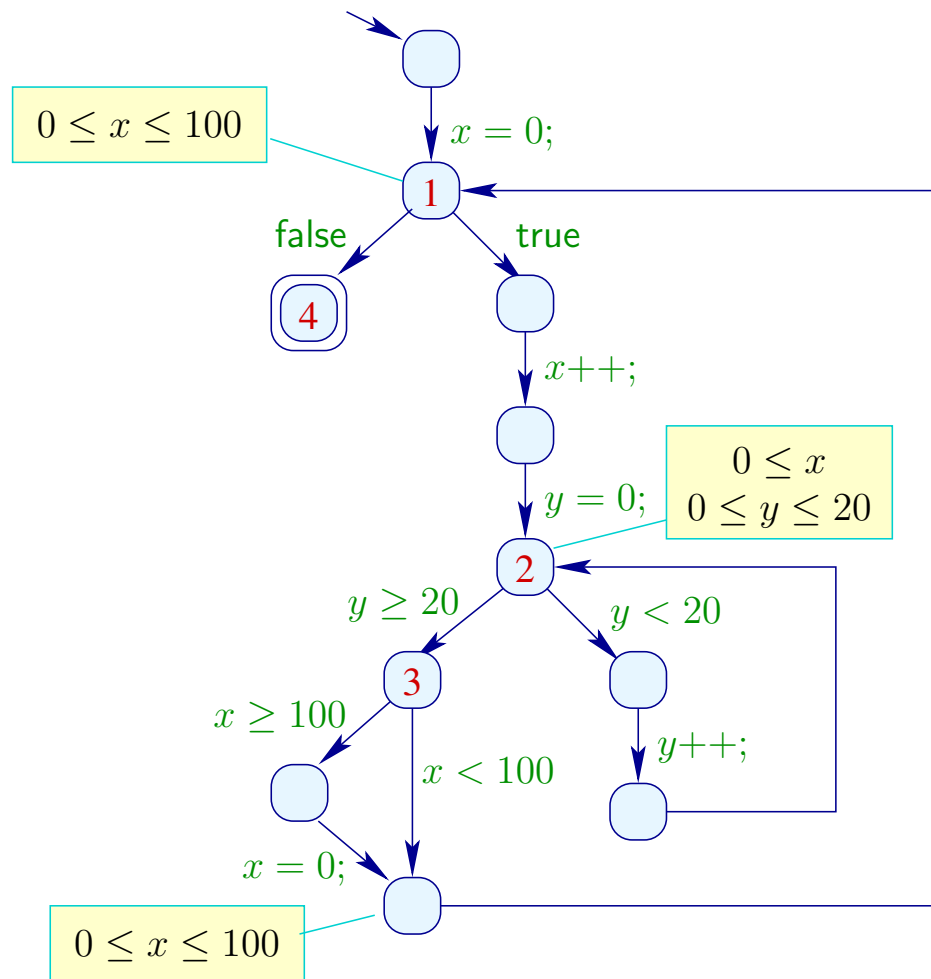 0 ≤ x ≤ 100
x = 0;
1
false
true
4
x++;
0 ≤ x
0 ≤ y ≤ 20
y = 0;
2
y ≥ 20
y < 20
3
x ≥ 100
y++;
x < 100
x = 0;
0 ≤ x ≤ 100